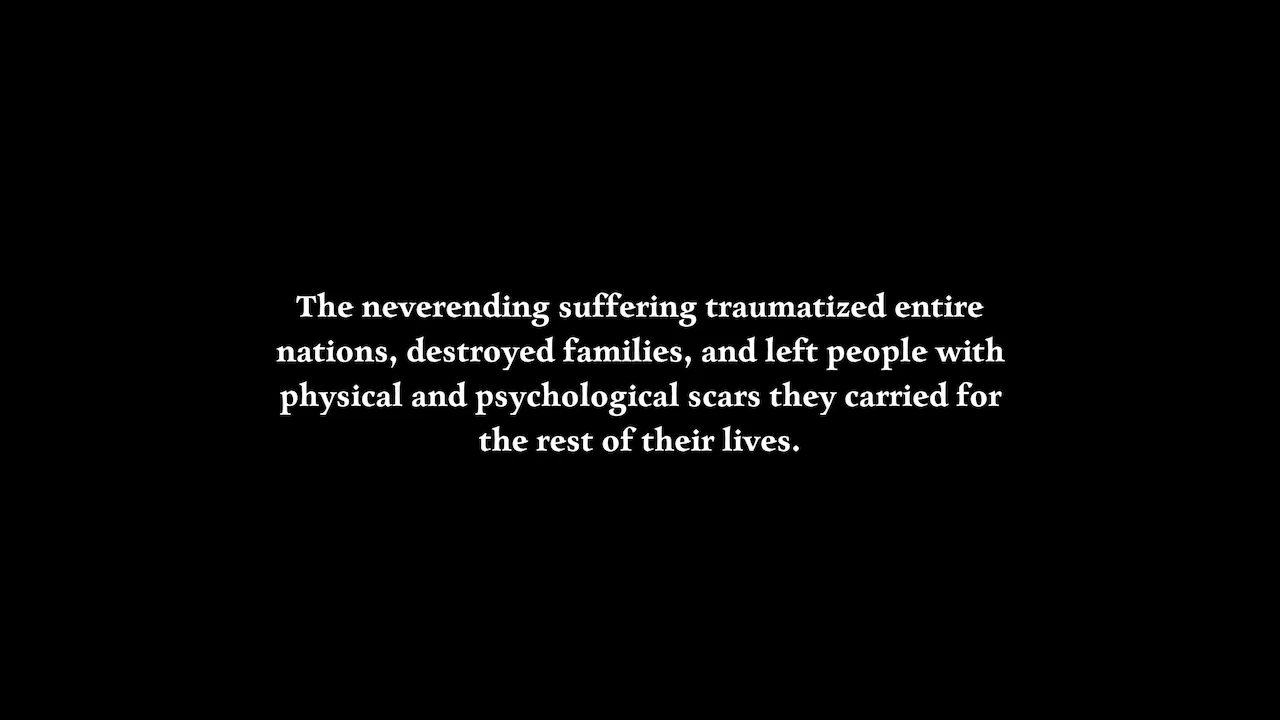 The neverending suffering traumatized entire
nations, destroyed families, and left people with
physical and psychological scars they carried for
the rest of their lives.